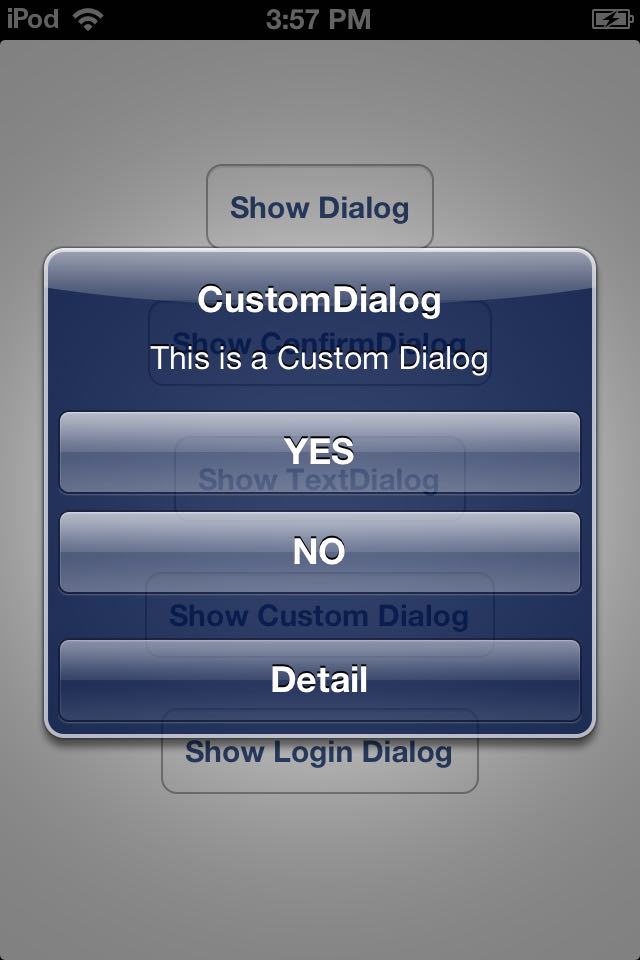 iPod 3:57 PM
Show Dialog
CustomDialog
Show ConfirmDialog
This is a Custom Dialog
YES
Show TextDialog
NO
Show Custom Dialog
Detail
Show Login Dialog